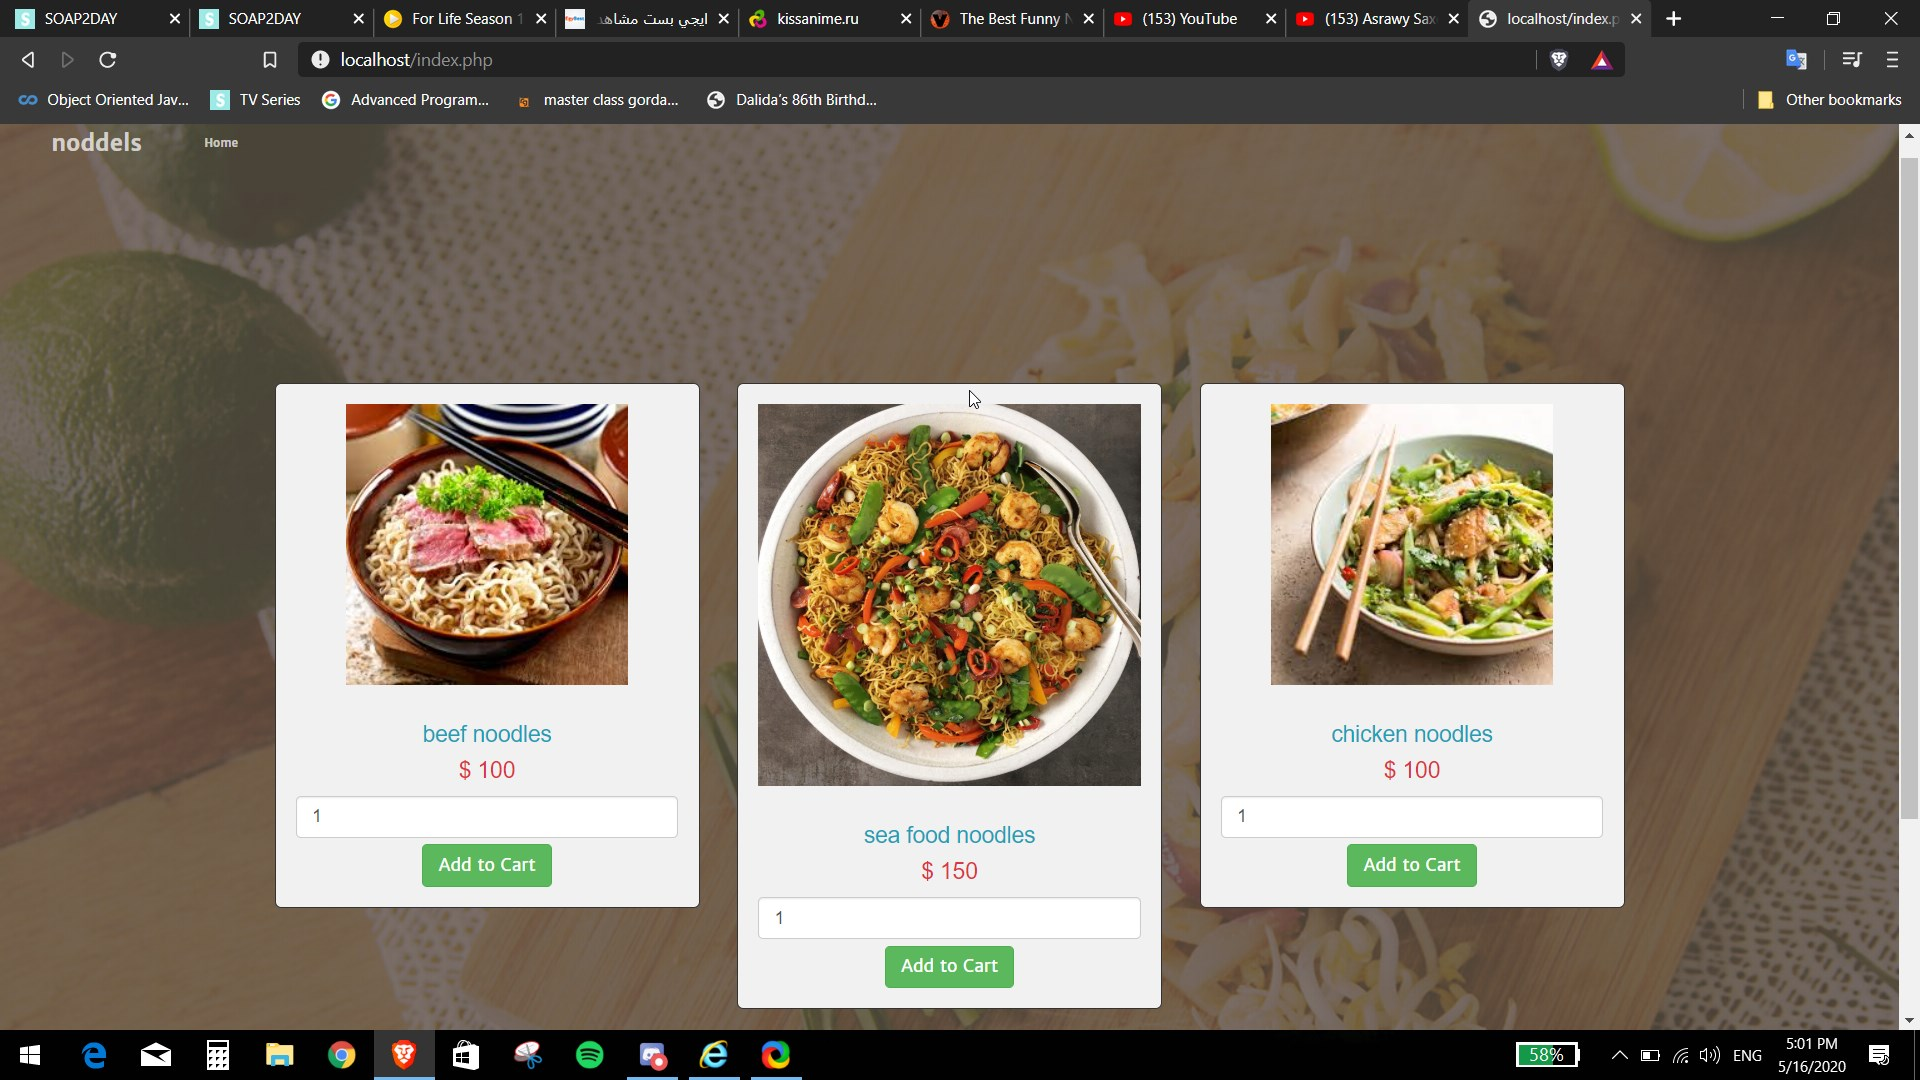 SOAP2DAY
SOAP2DAY
For Life Season 1
ايجي بست مشاهد
kissanime.ru
The Best Funny N
(153) YouTube
(153) Asrawy Sax
localhost/index.p
localhost/index.php
Object Oriented Jav...
TV Series
Advanced Program...
master class gorda...
Dalida's 86th Birthd...
Other bookmarks
noddels
Home
beef noodles
$ 100
1
Add to Cart
sea food noodles
$ 150
1
Add to Cart
chicken noodles
$ 100
1
Add to Cart
58%
ENG
5:01 PM
5/16/2020